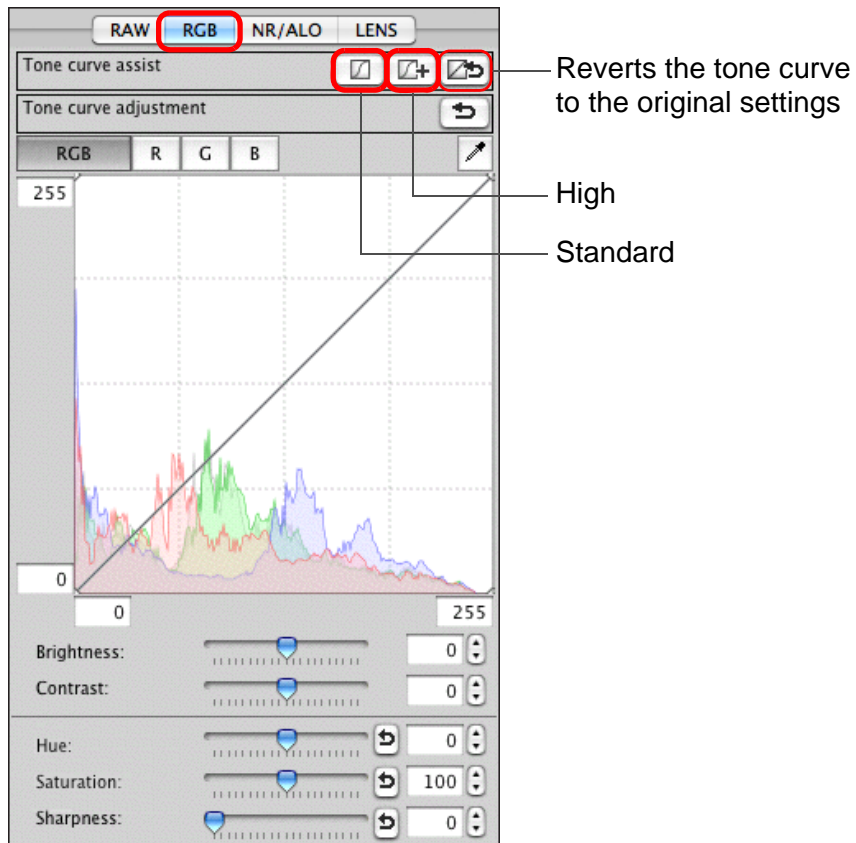 RAW RGB NR/ALO LENS
Tone curve assist
Reverts the tone curve
to the original settings
Tone curve adjustment
RGB R G B
High
Standard
255
0
0 255
Brightness: 0
Contrast: 0
Hue: 0
Saturation: 100
Sharpness: 0